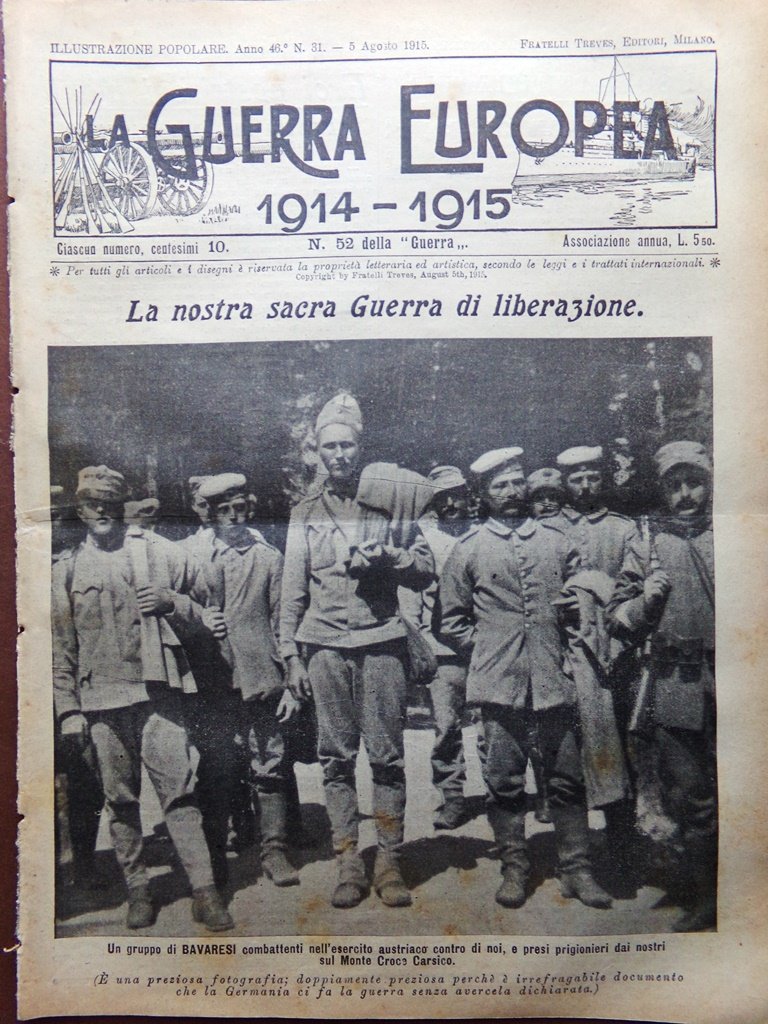 ILLUSTRAZIONE POPOLARE. Anno 46.° N. 31. — 5 Agosto 1915. FRATELLI TREVES, EDITORI, MILANO.
LA GUERRA EUROPEA
1914-1915
Ciascun numero, centesimi 10. N. 52 della "Guerra„. Associazione annua, L. 5 50.
* Per tutti gli articoli e i disegni è riservata la proprietà letteraria ed artistica, secondo le leggi e i trattati internazionali. *
Copyright by Fratelli Treves, August 5th, 1915.
La nostra sacra Guerra di liberazione.
Un gruppo di BAVARESI combattenti nell'esercito austriaco contro di noi, e presi prigionieri dai nostri
sul Monte Croce Carsico.
(È una preziosa fotografia; doppiamente preziosa perchè è irrefragabile documento
che la Germania ci fa la guerra senza avercela dichiarata.)